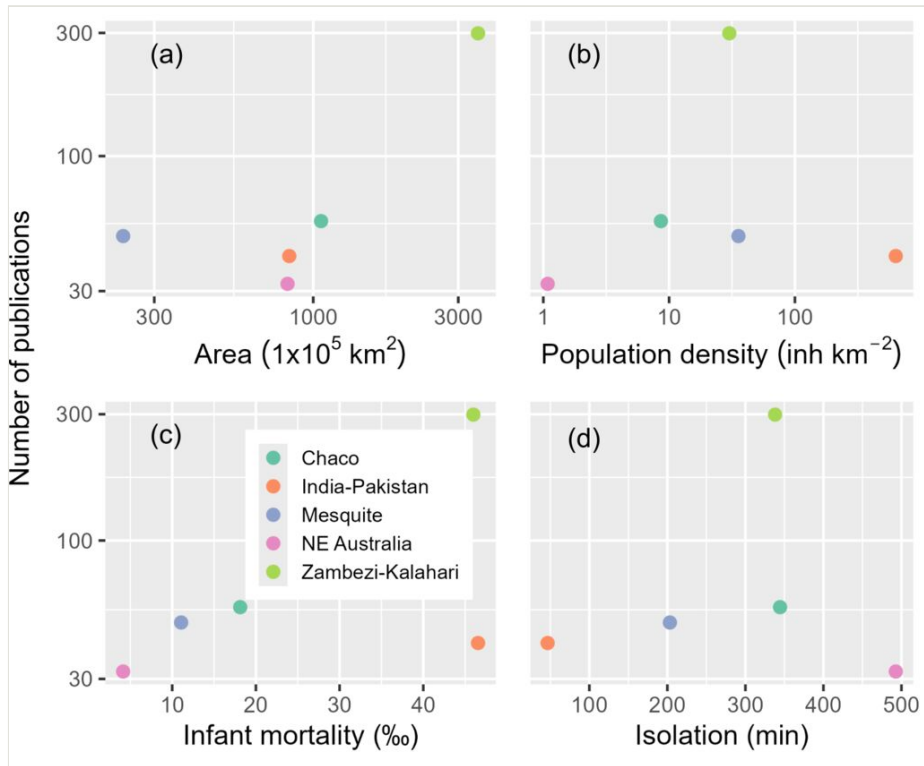 Number of publications
(a)
300
100
30
300
1000
3000
Area (1x10⁵ km²)
(b)
1
10
100
Population density (inh km⁻²)
(c)
300
100
30
10
20
30
40
Infant mortality (‰)
Chaco
India-Pakistan
Mesquite
NE Australia
Zambezi-Kalahari
(d)
100
200
300
400
500
Isolation (min)